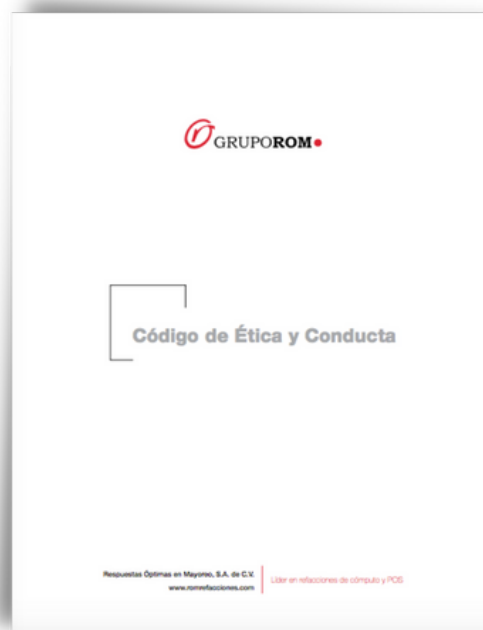 GRUPOROM
Código de Ética y Conducta
Respuestas Óptimas en Mayoreo, S.A. de C.V.
www.romrefacciones.com
Líder en refacciones de cómputo y POS